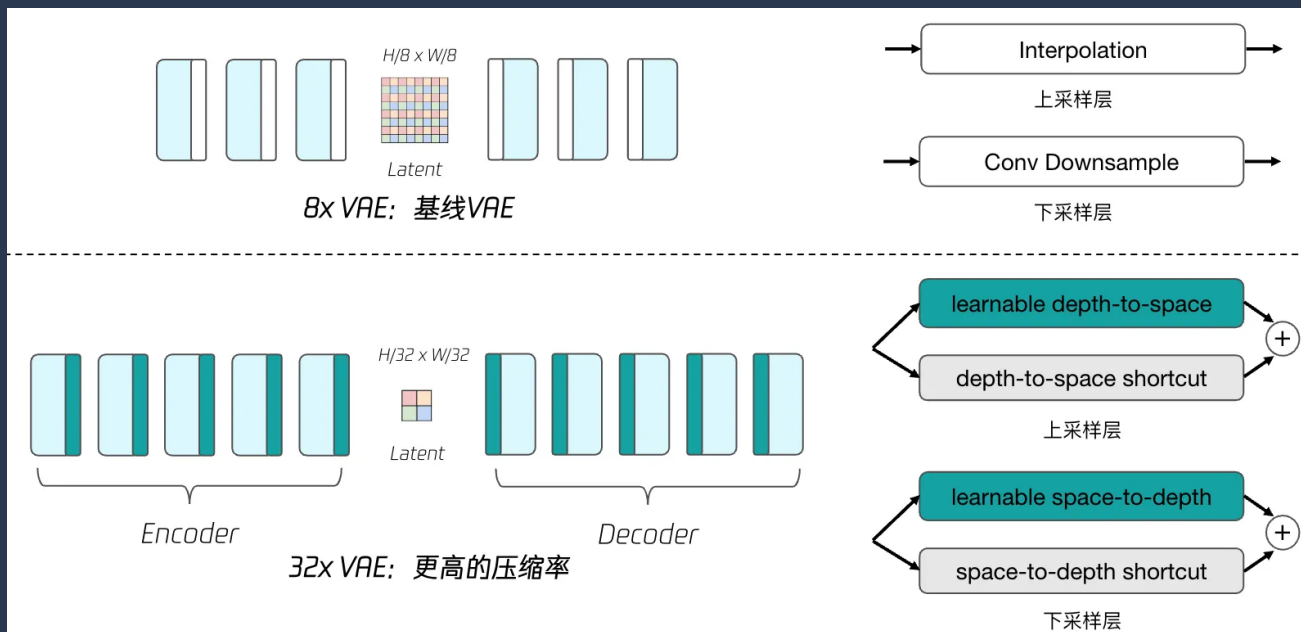 H/8 x W/8
Latent
8x VAE: 基线VAE
Interpolation
上采样层
Conv Downsample
下采样层
H/32 x W/32
Latent
Encoder
Decoder
32x VAE: 更高的压缩率
learnable depth-to-space
+
depth-to-space shortcut
上采样层
learnable space-to-depth
+
space-to-depth shortcut
下采样层